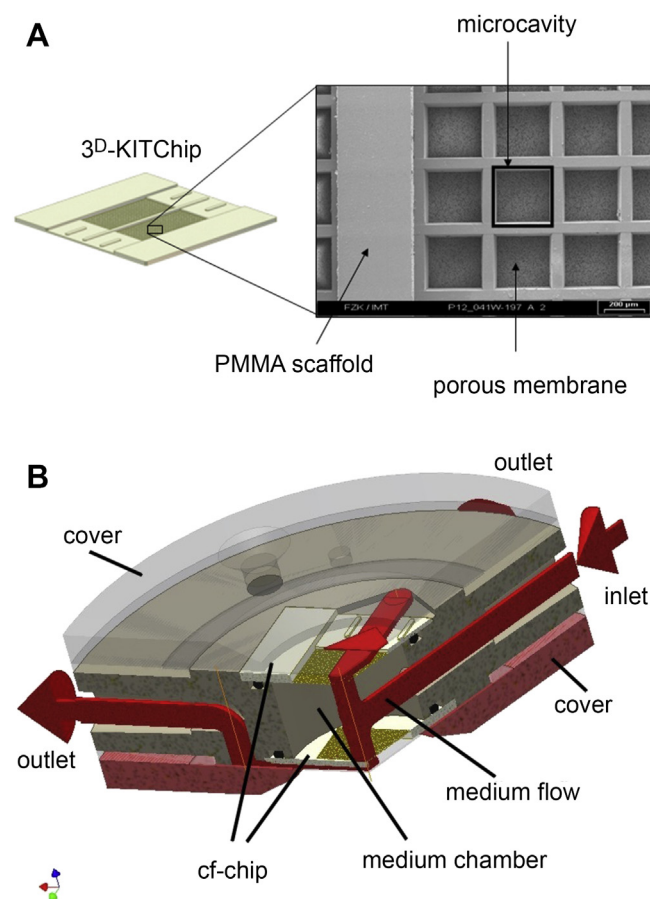 A
microcavity
3D-KITChip
FZK / IMT
P12_041W-197 A 2
200 µm
PMMA scaffold
porous membrane
B
outlet
cover
inlet
cover
outlet
medium flow
medium chamber
cf-chip